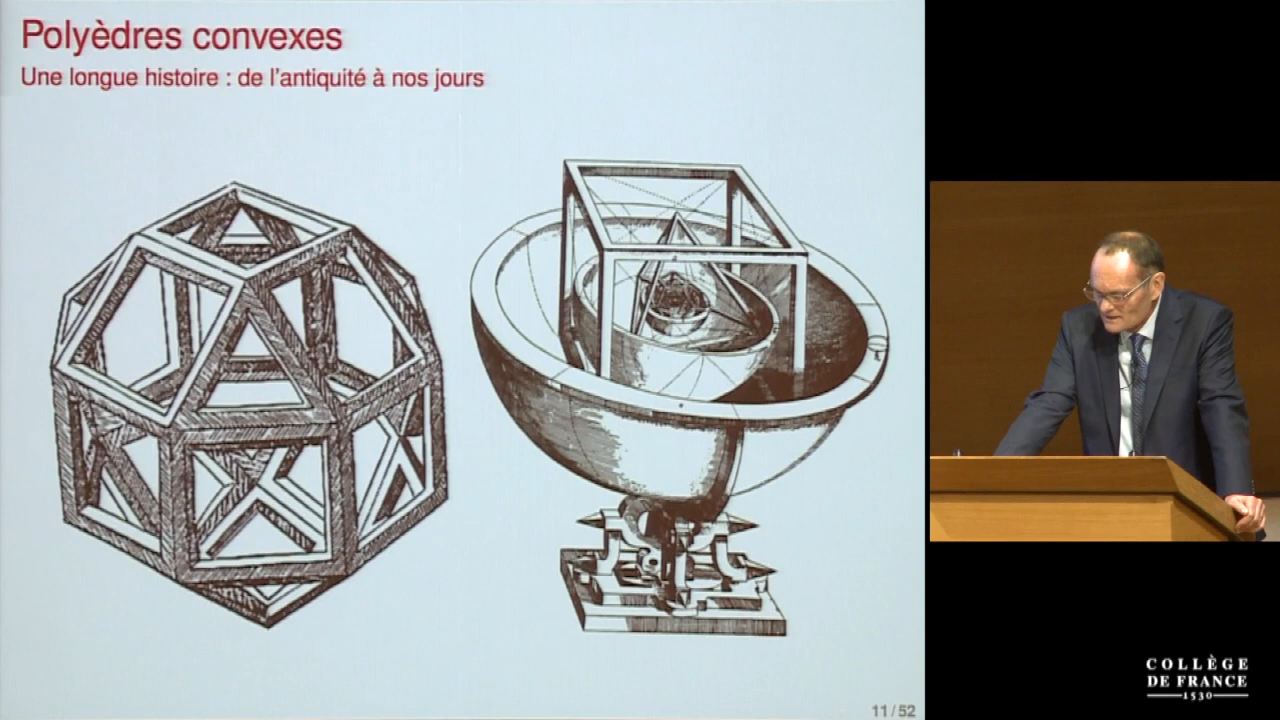 Polyèdres convexes
Une longue histoire : de l'antiquité à nos jours
11 / 52
COLLÈGE
DE FRANCE
1530